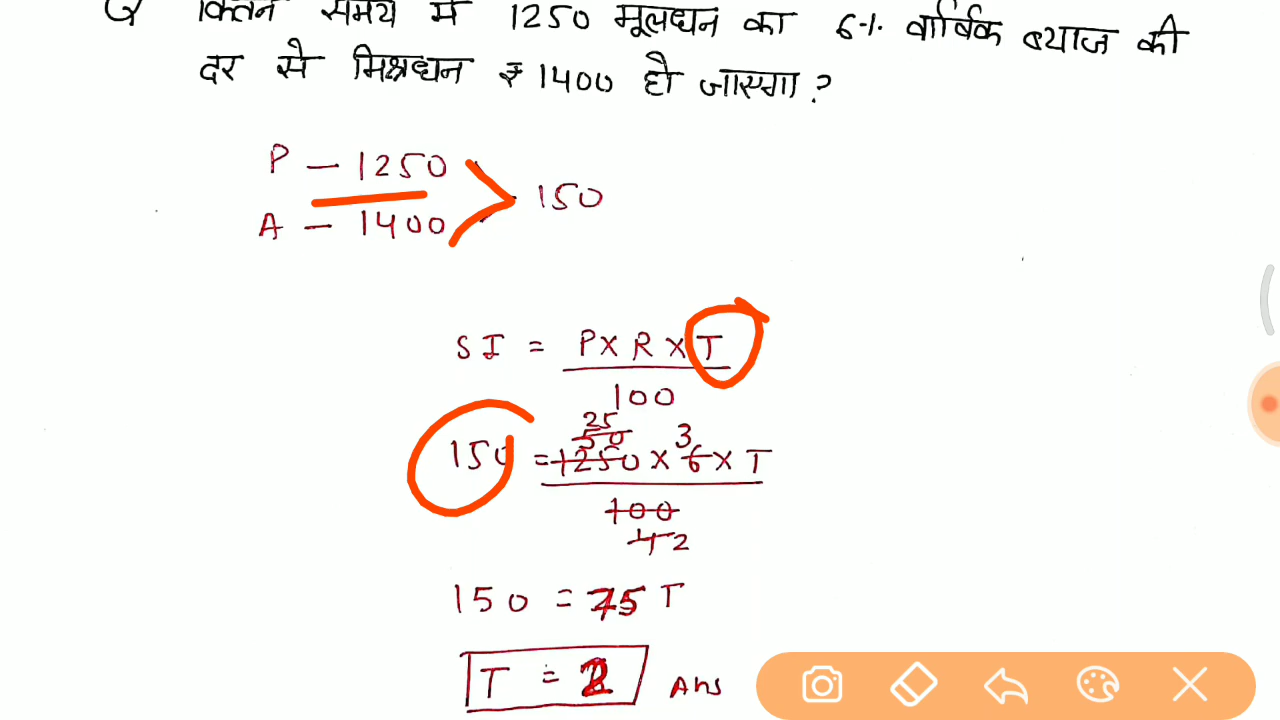 Q कितने समय में 1250 मूलधन का 6% वार्षिक ब्याज की
दर से मिश्रधन ₹ 1400 हो जाएगा?
P - 1250
A - 1400
150
SI = P x R x T
100
25
50 3
150 = 1250 x 6 x T
100
4 2
150 = 75 T
T = 2 Ans